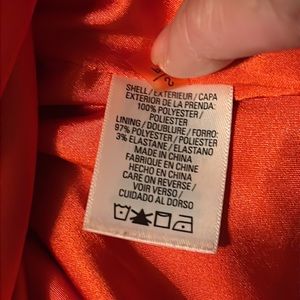 SHELL / EXTERIEUR / CAPA
EXTERIOR DE LA PRENDA:
100% POLYESTER /
POLIESTER
LINING / DOUBLURE / FORRO:
97% POLYESTER / POLIESTER
3% ELASTANE / ELASTANO
MADE IN CHINA
FABRIQUE EN CHINE
HECHO EN CHINA
CARE ON REVERSE /
VOIR VERSO /
CUIDADO AL DORSO